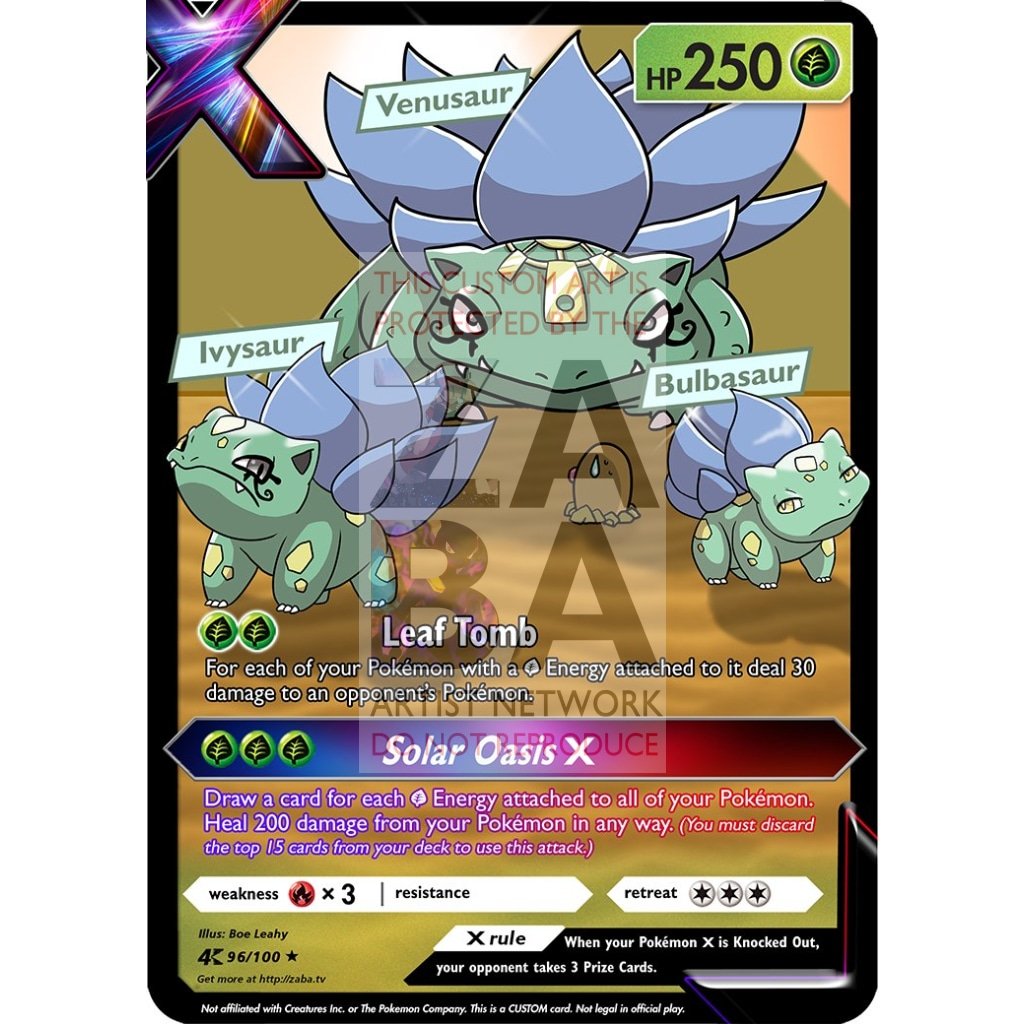 X
Venusaur
HP 250
Ivysaur
Bulbasaur
THIS CUSTOM ART IS
PROTECTED BY THE
ZA
BA
ARTIST NETWORK
DO NOT REPRODUCE
Leaf Tomb
For each of your Pokémon with a Energy attached to it deal 30
damage to an opponent's Pokémon.
Solar Oasis X
Draw a card for each Energy attached to all of your Pokémon.
Heal 200 damage from your Pokémon in any way. (You must discard
the top 15 cards from your deck to use this attack.)
weakness × 3 | resistance
retreat
Illus: Boe Leahy
4K 96/100 ★
Get more at http://zaba.tv
X rule When your Pokémon X is Knocked Out,
your opponent takes 3 Prize Cards.
Not affiliated with Creatures Inc. or The Pokemon Company. This is a CUSTOM card. Not legal in official play.